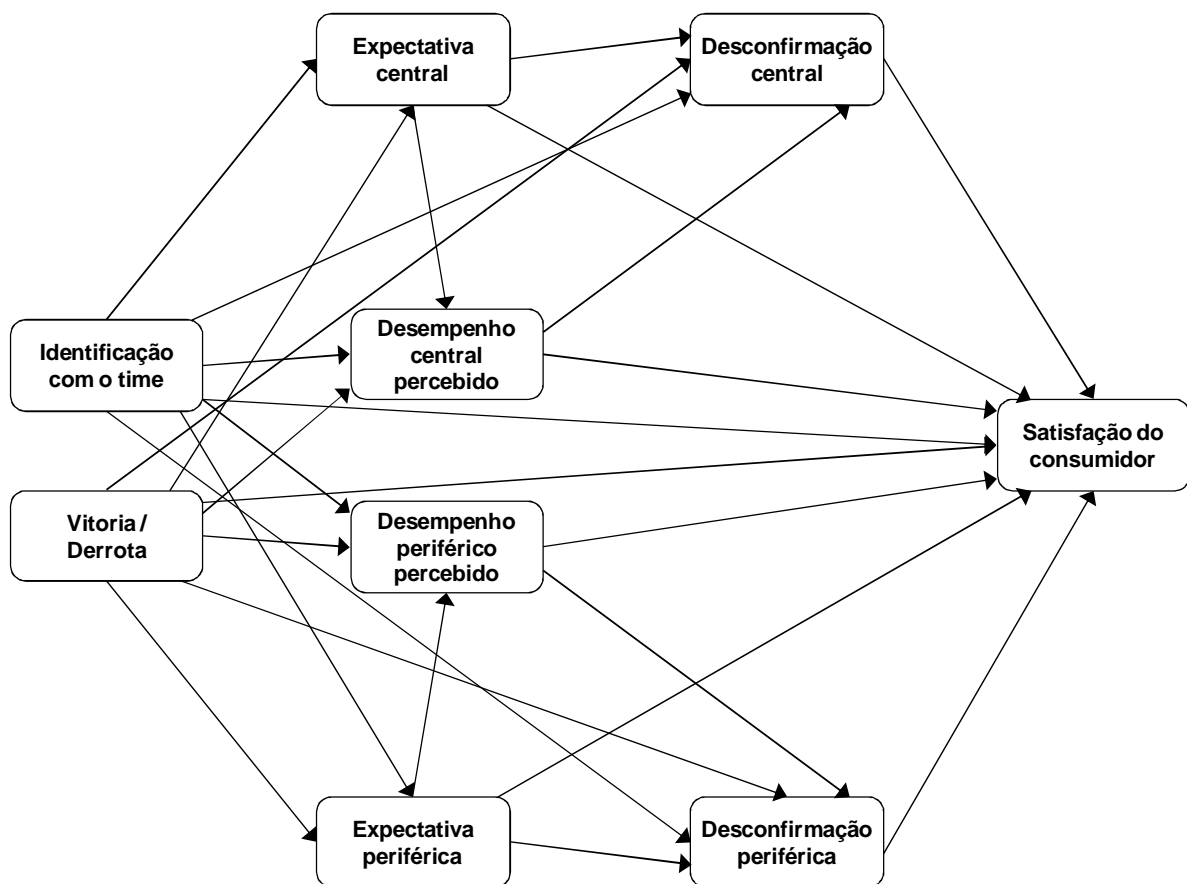 Expectativa
central
Desconfirmação
central
Identificação
com o time
Desempenho
central
percebido
Satisfação do
consumidor
Vitoria /
Derrota
Desempenho
periférico
percebido
Expectativa
periférica
Desconfirmação
periférica